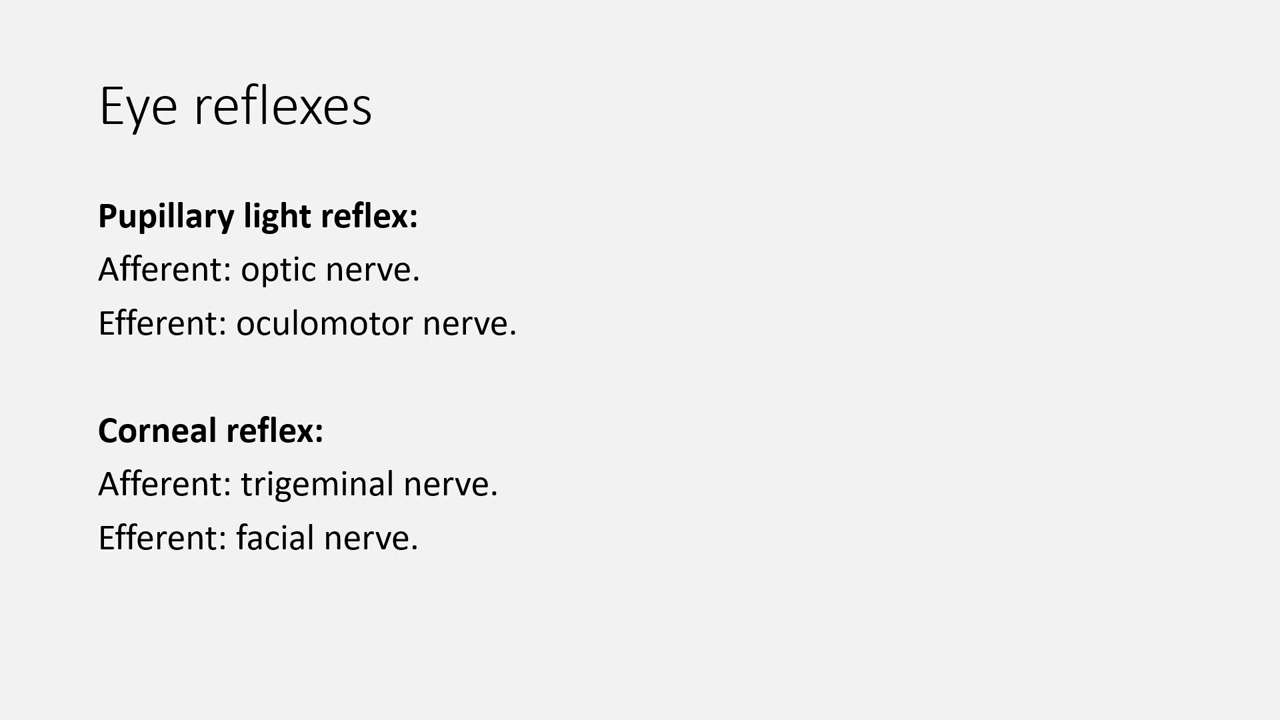 Eye reflexes
Pupillary light reflex:
Afferent: optic nerve.
Efferent: oculomotor nerve.
Corneal reflex:
Afferent: trigeminal nerve.
Efferent: facial nerve.